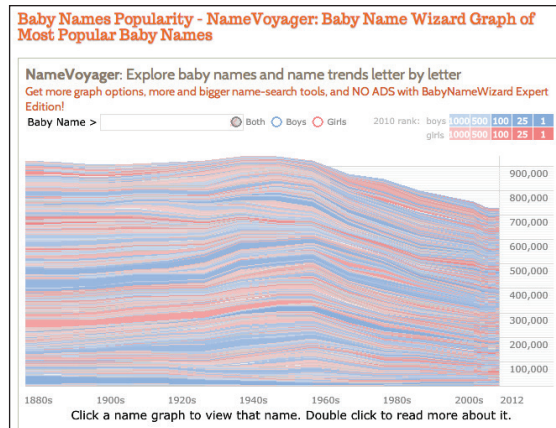 Baby Names Popularity - NameVoyager: Baby Name Wizard Graph of
Most Popular Baby Names
NameVoyager: Explore baby names and name trends letter by letter
Get more graph options, more and bigger name-search tools, and NO ADS with BabyNameWizard Expert
Edition!
Baby Name > Both Boys Girls 2010 rank: boys 1000 500 100 25 1
girls 1000 500 100 25 1
900,000
800,000
700,000
600,000
500,000
400,000
300,000
200,000
100,000
1880s 1900s 1920s 1940s 1960s 1980s 2000s 2012
Click a name graph to view that name. Double click to read more about it.